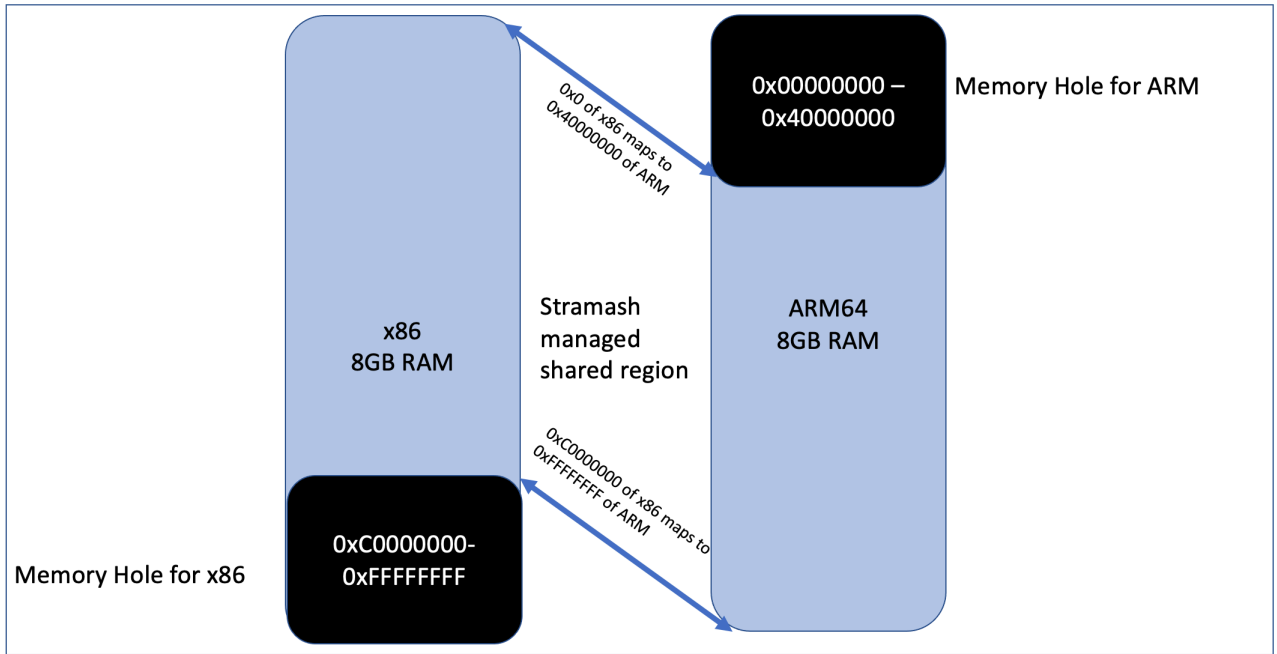 0x00000000 –
0x40000000
Memory Hole for ARM
0x0 of x86 maps to
0x40000000 of ARM
x86
8GB RAM
Stramash
managed
shared region
ARM64
8GB RAM
0xC0000000 of x86 maps to
0xFFFFFFFF of ARM
0xC0000000-
0xFFFFFFFF
Memory Hole for x86